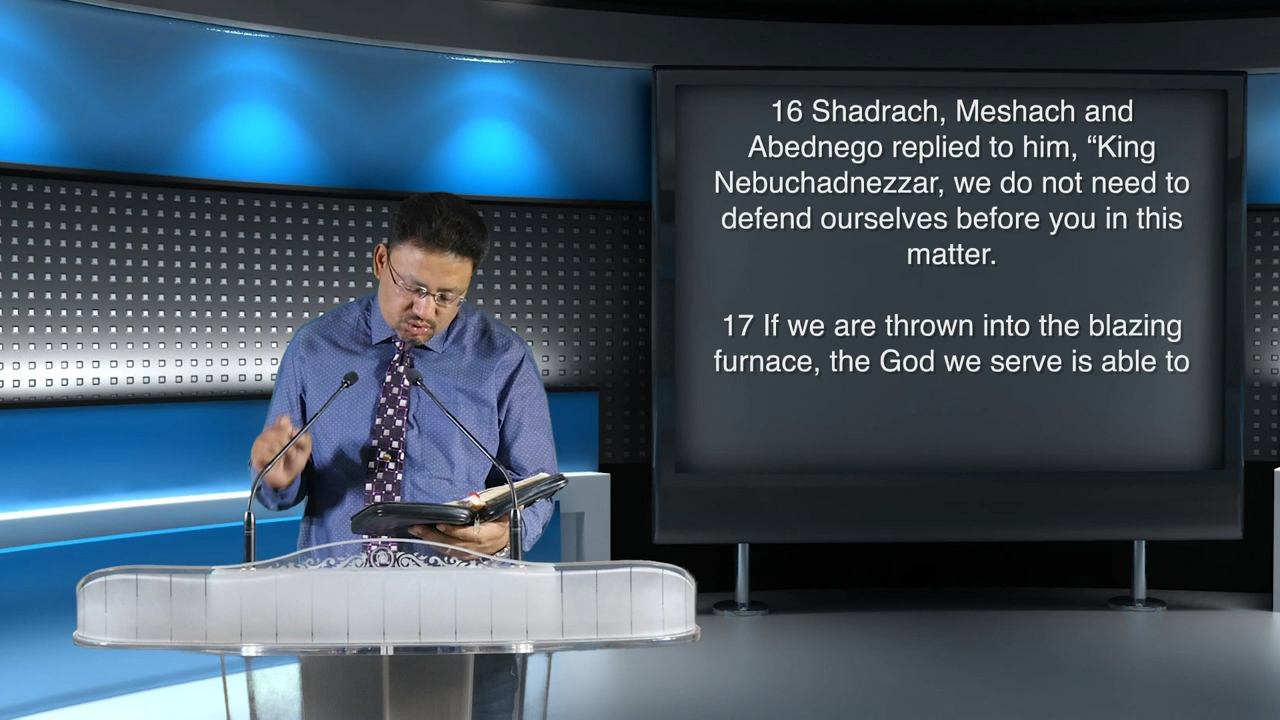 16 Shadrach, Meshach and
Abednego replied to him, “King
Nebuchadnezzar, we do not need to
defend ourselves before you in this
matter.
17 If we are thrown into the blazing
furnace, the God we serve is able to